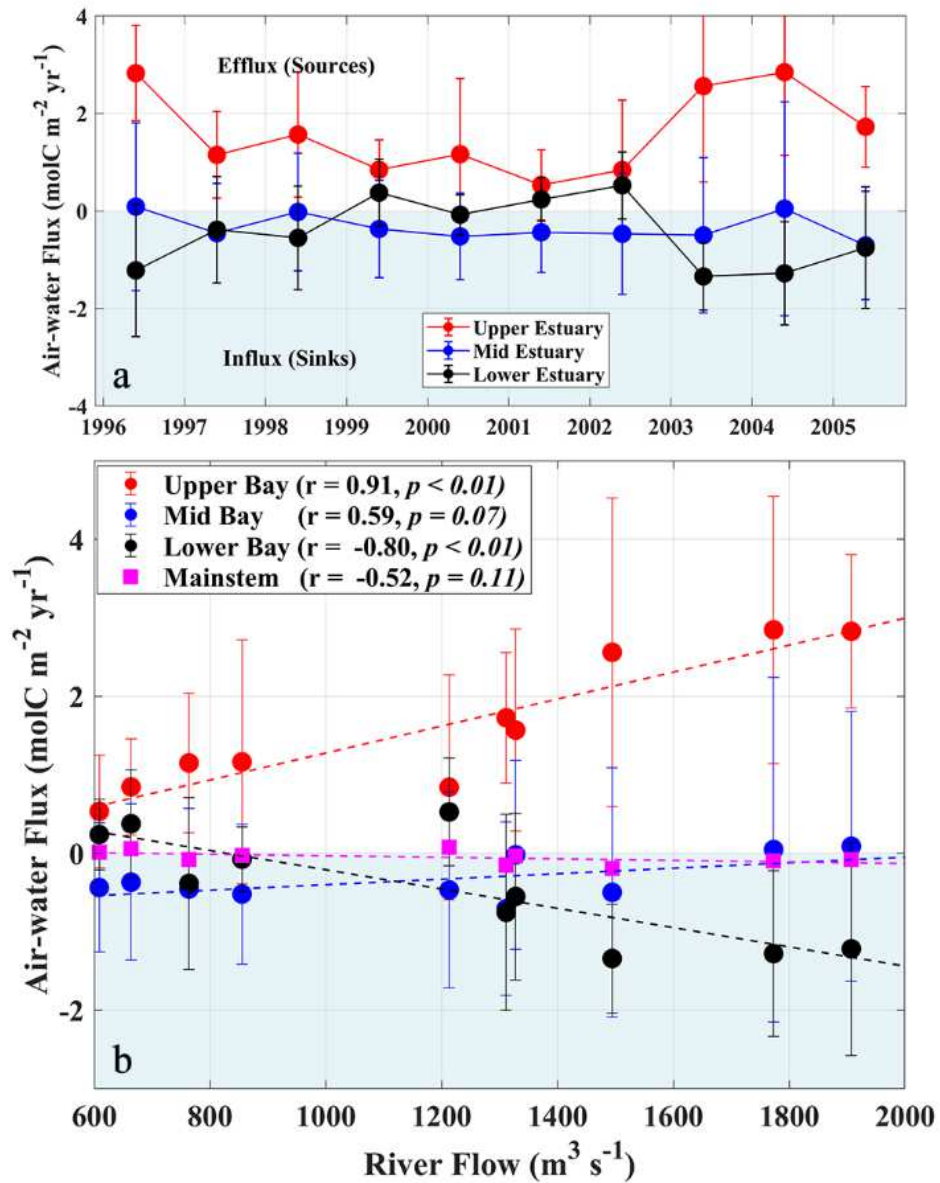 4
2
0
-2
-4
Air-water Flux (molC m⁻² yr⁻¹)
Efflux (Sources)
Influx (Sinks)
a
Upper Estuary
Mid Estuary
Lower Estuary
1996 1997 1998 1999 2000 2001 2002 2003 2004 2005
Upper Bay (r = 0.91, p < 0.01)
Mid Bay (r = 0.59, p = 0.07)
Lower Bay (r = -0.80, p < 0.01)
Mainstem (r = -0.52, p = 0.11)
4
2
0
-2
Air-water Flux (molC m⁻² yr⁻¹)
b
600 800 1000 1200 1400 1600 1800 2000
River Flow (m³ s⁻¹)